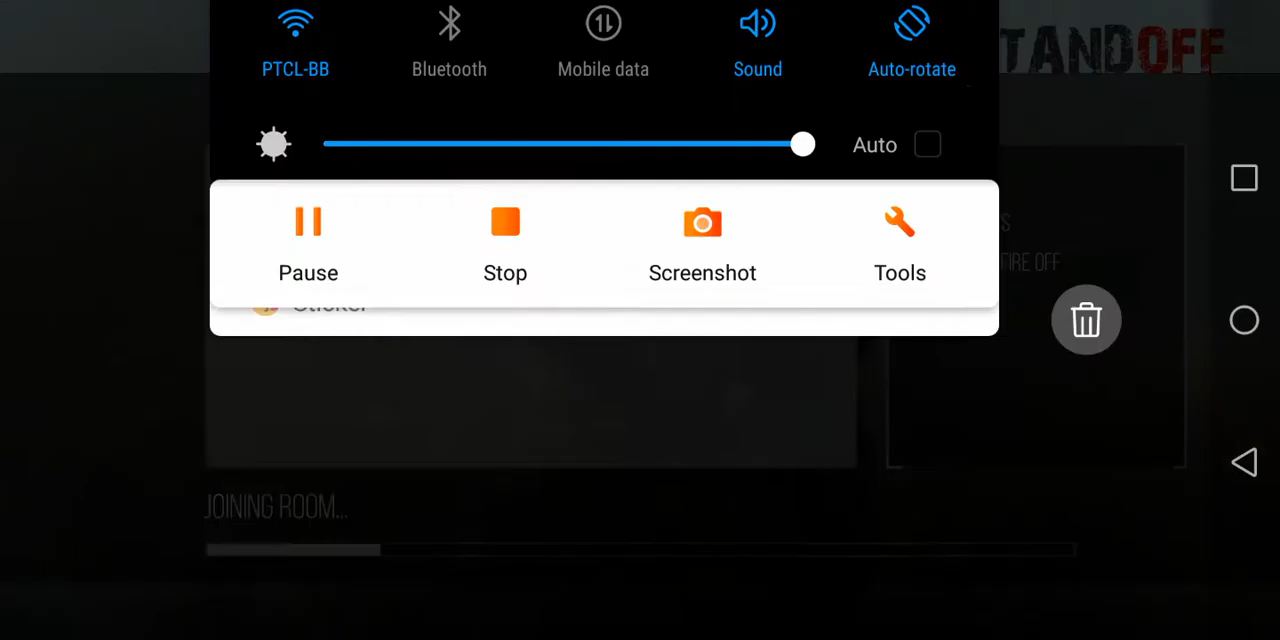 TANDOFF
PTCL-BB
Bluetooth
Mobile data
Sound
Auto-rotate
Auto
Pause
Stop
Screenshot
Tools
S
FIRE OFF
Sticker
JOINING ROOM...